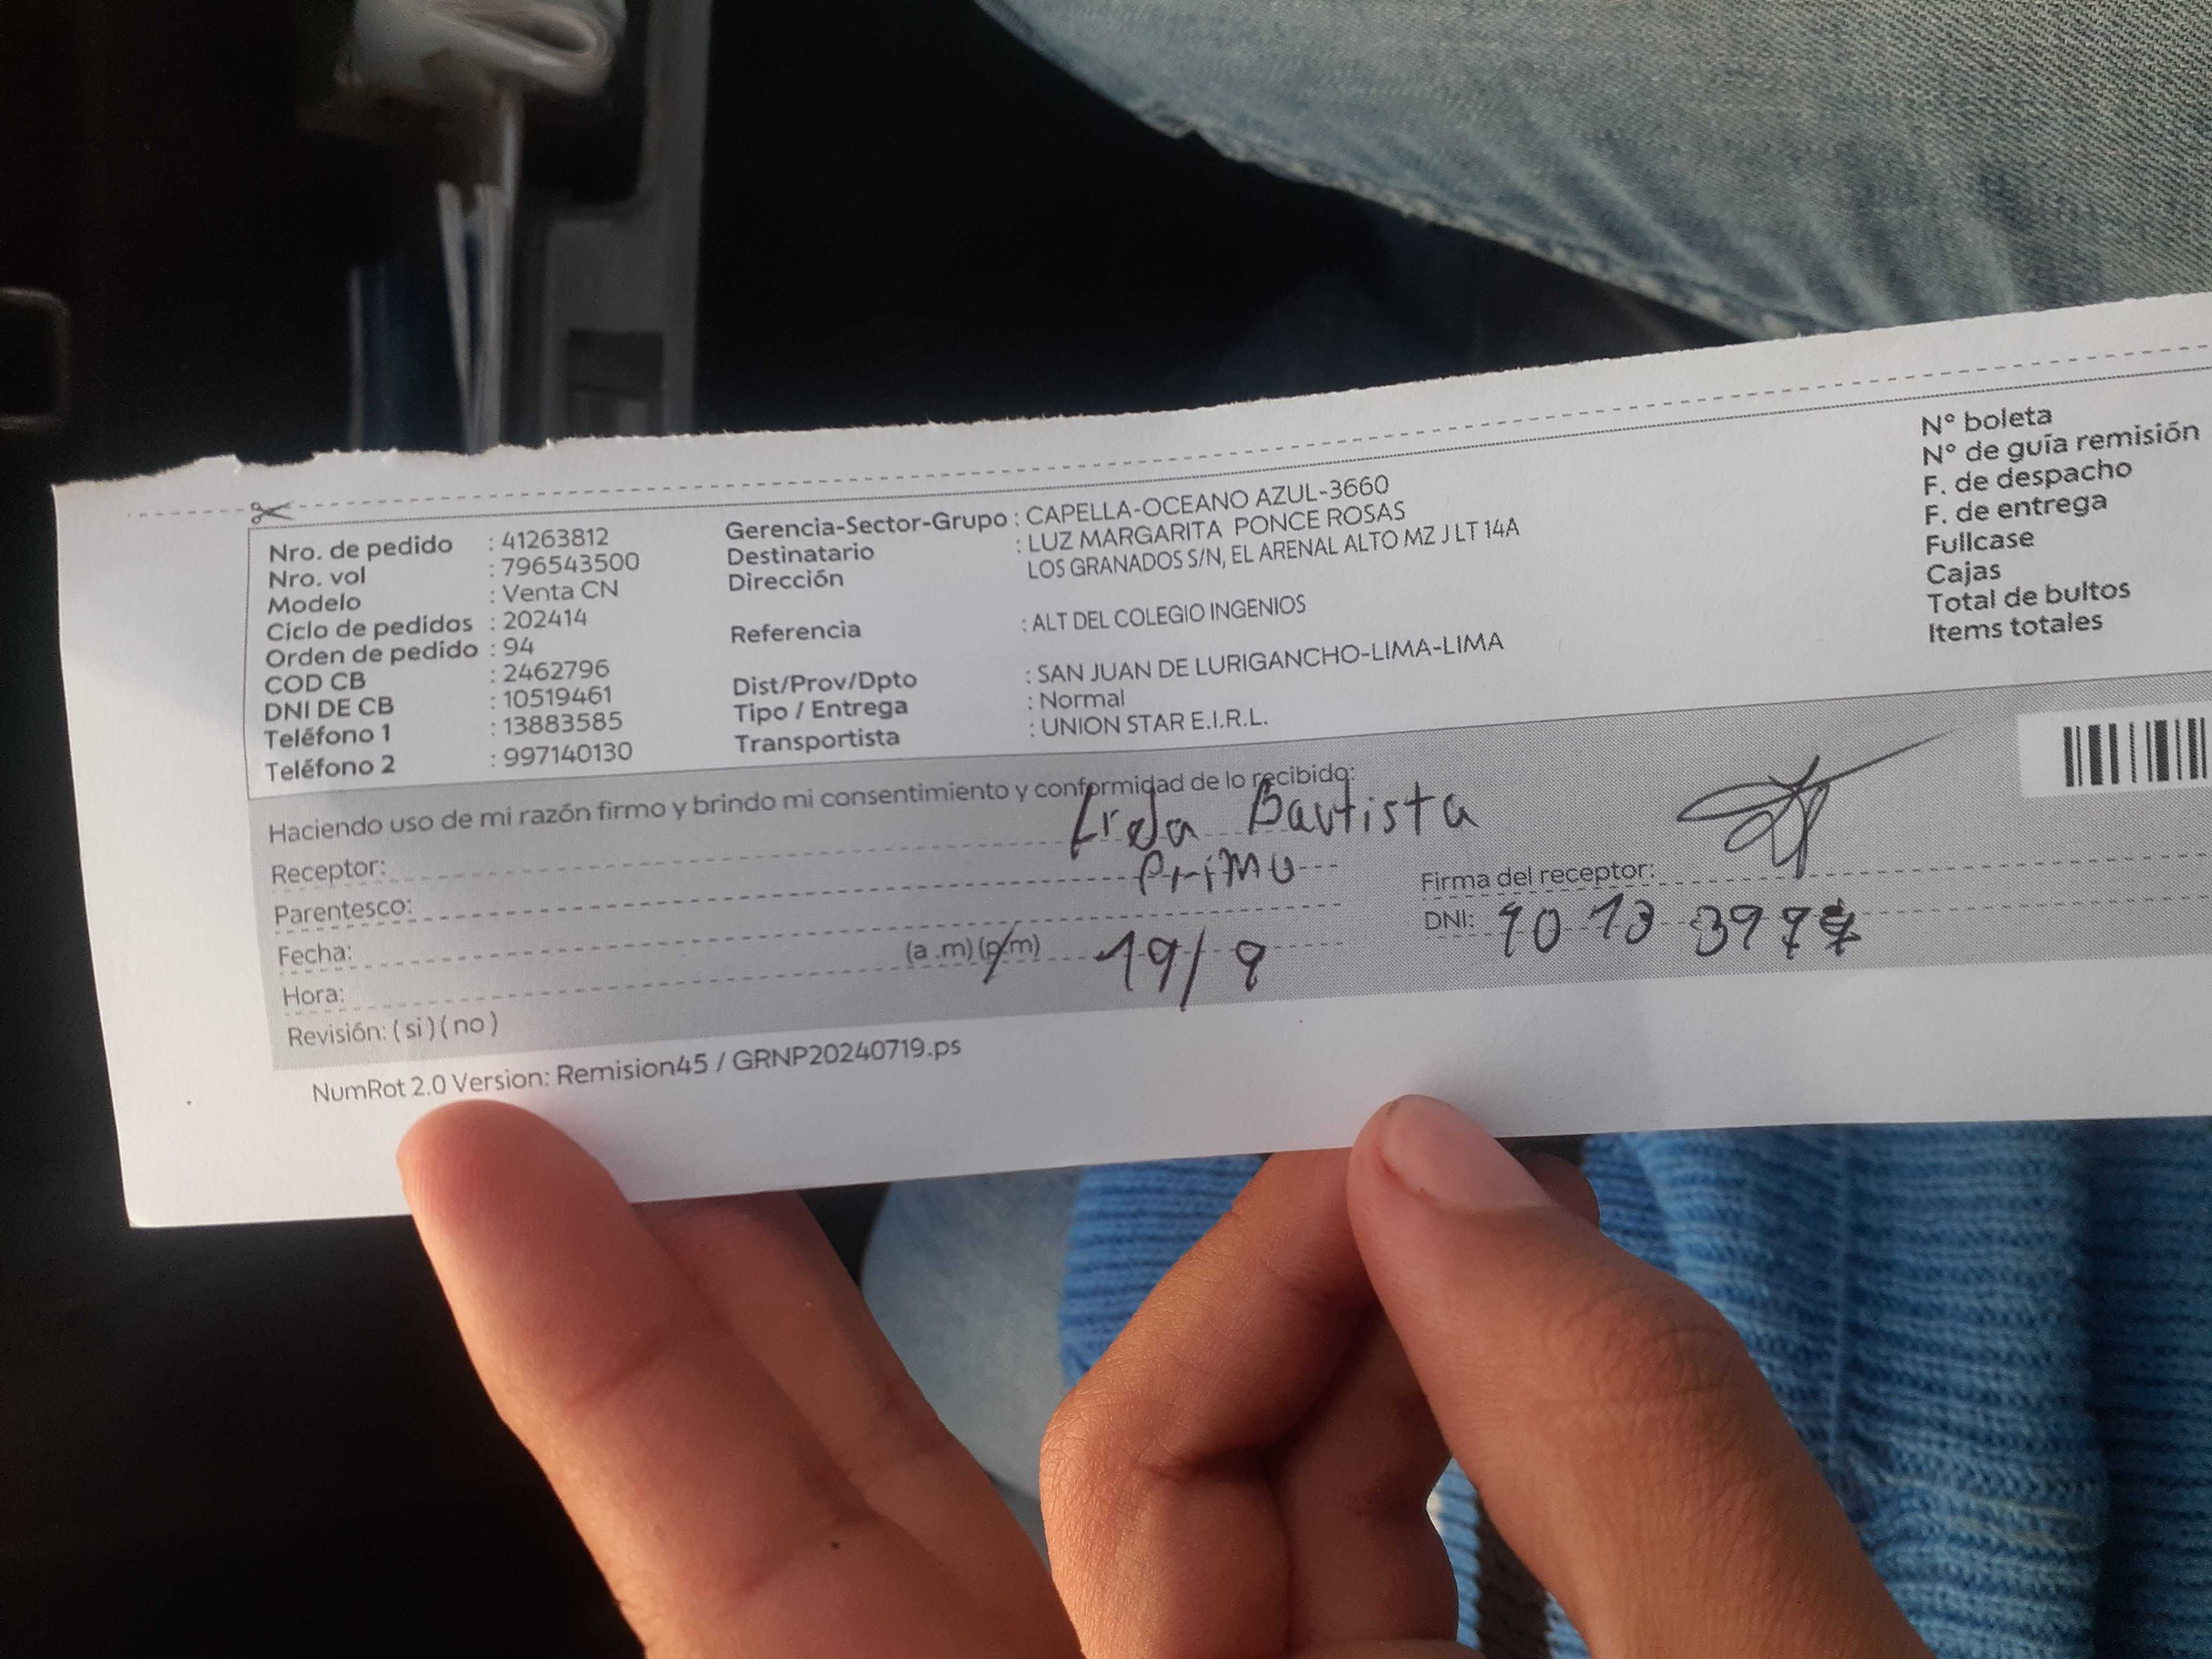 Nro. de pedido : 41263812
Nro. vol : 796543500
Modelo : Venta CN
Ciclo de pedidos : 202414
Orden de pedido : 94
COD CB : 2462796
DNI DE CB : 10519461
Teléfono 1 : 13883585
Teléfono 2 : 997140130
Gerencia-Sector-Grupo : CAPELLA-OCEANO AZUL-3660
Destinatario : LUZ MARGARITA PONCE ROSAS
Dirección LOS GRANADOS S/N, EL ARENAL ALTO MZ J LT 14A
Referencia : ALT DEL COLEGIO INGENIOS
Dist/Prov/Dpto : SAN JUAN DE LURIGANCHO-LIMA-LIMA
Tipo / Entrega : Normal
Transportista : UNION STAR E.I.R.L.
N° boleta
N° de guía remisión
F. de despacho
F. de entrega
Fullcase
Cajas
Total de bultos
Items totales
Haciendo uso de mi razón firmo y brindo mi consentimiento y conformidad de lo recibido:
Receptor: Bautista
Parentesco: Primo
Fecha:
Hora: (a .m) (p/m) 19/9
Revisión: ( si ) ( no )
Firma del receptor:
DNI:
NumRot 2.0 Version: Remision45 / GRNP20240719.ps